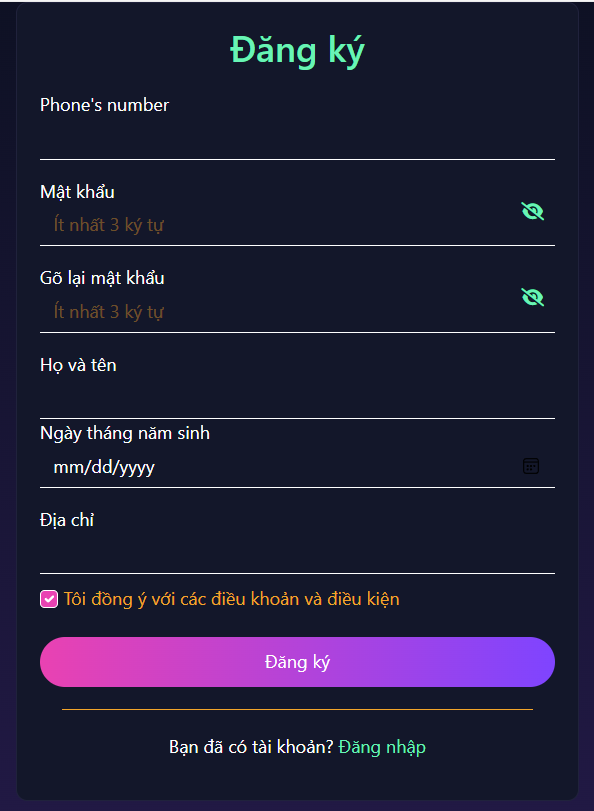 Đăng ký
Phone's number
Mật khẩu
Ít nhất 3 ký tự
Gõ lại mật khẩu
Ít nhất 3 ký tự
Họ và tên
Ngày tháng năm sinh
mm/dd/yyyy
Địa chỉ
Tôi đồng ý với các điều khoản và điều kiện
Đăng ký
Bạn đã có tài khoản? Đăng nhập